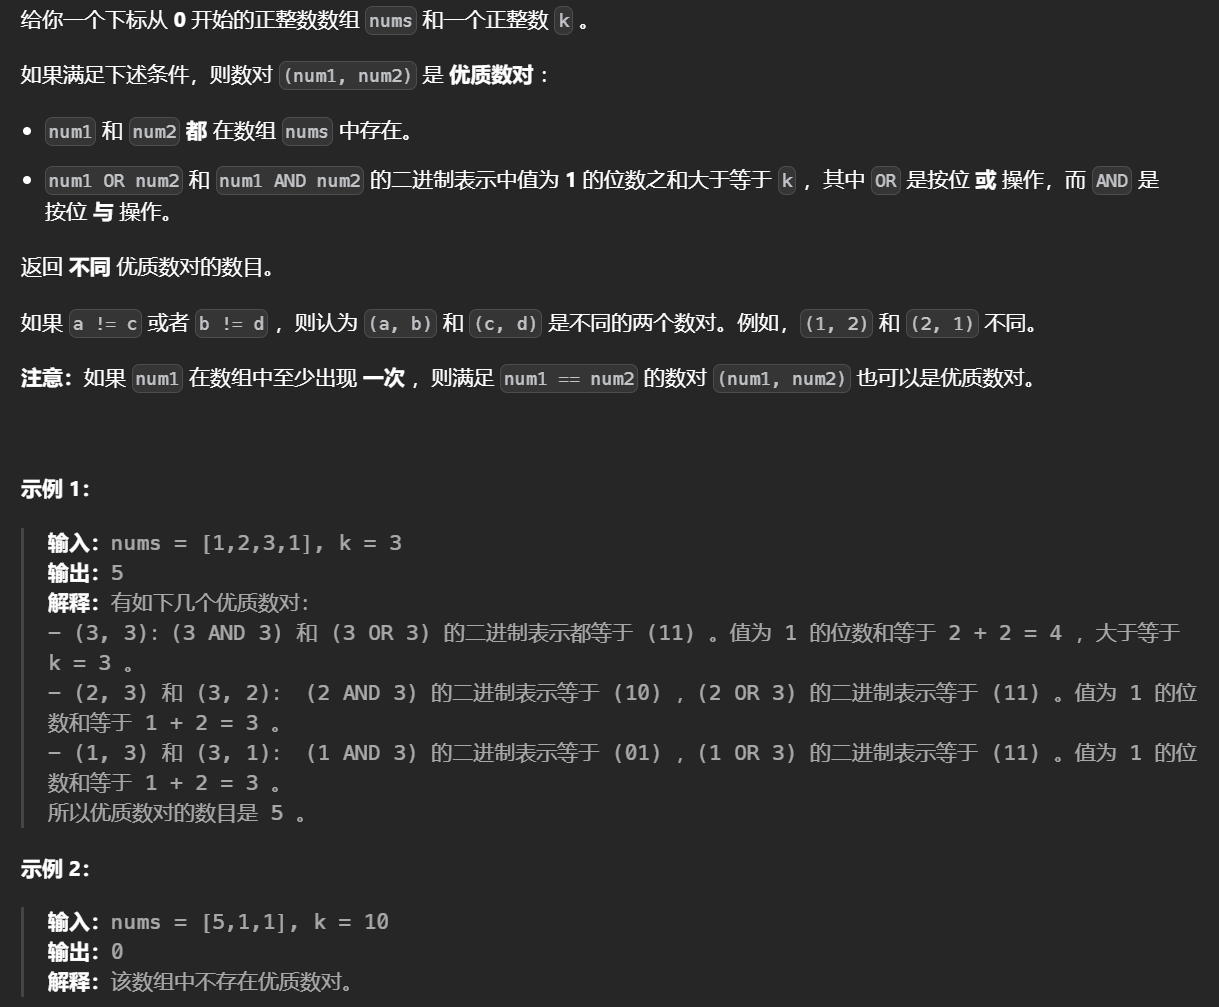 给你一个下标从 0 开始的正整数数组 nums 和一个正整数 k 。
如果满足下述条件，则数对 (num1, num2) 是 优质数对 ：
• num1 和 num2 都 在数组 nums 中存在。
• num1 OR num2 和 num1 AND num2 的二进制表示中值为 1 的位数之和大于等于 k ，其中 OR 是按位 或 操作，而 AND 是
按位 与 操作。
返回 不同 优质数对的数目。
如果 a != c 或者 b != d ，则认为 (a, b) 和 (c, d) 是不同的两个数对。例如，(1, 2) 和 (2, 1) 不同。
注意：如果 num1 在数组中至少出现 一次 ，则满足 num1 == num2 的数对 (num1, num2) 也可以是优质数对。
示例 1：
输入：nums = [1,2,3,1], k = 3
输出：5
解释：有如下几个优质数对：
- (3, 3)：(3 AND 3) 和 (3 OR 3) 的二进制表示都等于 (11) 。值为 1 的位数和等于 2 + 2 = 4 ，大于等于
k = 3 。
- (2, 3) 和 (3, 2)： (2 AND 3) 的二进制表示等于 (10) ，(2 OR 3) 的二进制表示等于 (11) 。值为 1 的位
数和等于 1 + 2 = 3 。
- (1, 3) 和 (3, 1)： (1 AND 3) 的二进制表示等于 (01) ，(1 OR 3) 的二进制表示等于 (11) 。值为 1 的位
数和等于 1 + 2 = 3 。
所以优质数对的数目是 5 。
示例 2：
输入：nums = [5,1,1], k = 10
输出：0
解释：该数组中不存在优质数对。